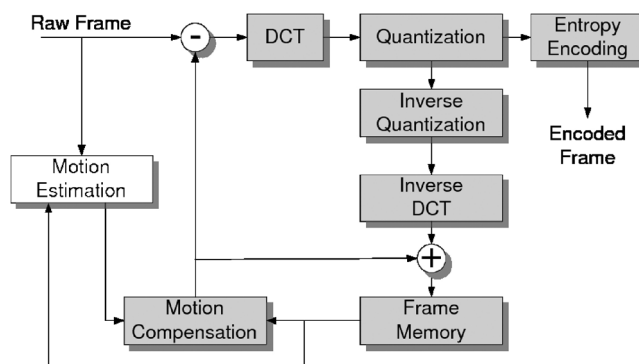 Raw Frame
-
DCT
Quantization
Entropy
Encoding
Inverse
Quantization
Encoded
Frame
Motion
Estimation
Inverse
DCT
+
Motion
Compensation
Frame
Memory